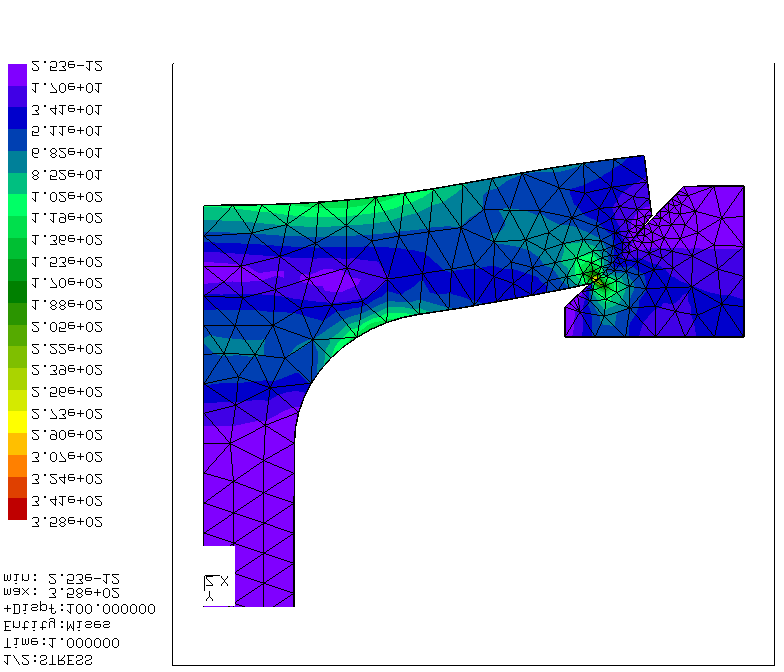 2.53e-12
1.70e+01
3.41e+01
5.11e+01
6.82e+01
8.52e+01
1.02e+02
1.19e+02
1.36e+02
1.53e+02
1.70e+02
1.88e+02
2.05e+02
2.22e+02
2.39e+02
2.56e+02
2.73e+02
2.90e+02
3.07e+02
3.24e+02
3.41e+02
3.58e+02
min: 2.53e-12
max: 3.58e+02
+Dispf:100.000000
Entity:Mises
Time:1.000000
1/2:STRESS
Z X
Y